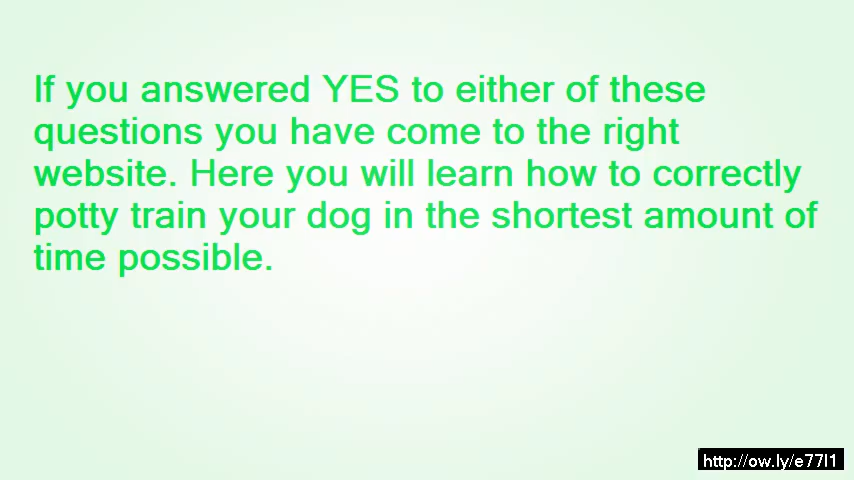 If you answered YES to either of these
questions you have come to the right
website. Here you will learn how to correctly
potty train your dog in the shortest amount of
time possible.
http://ow.ly/e77l1